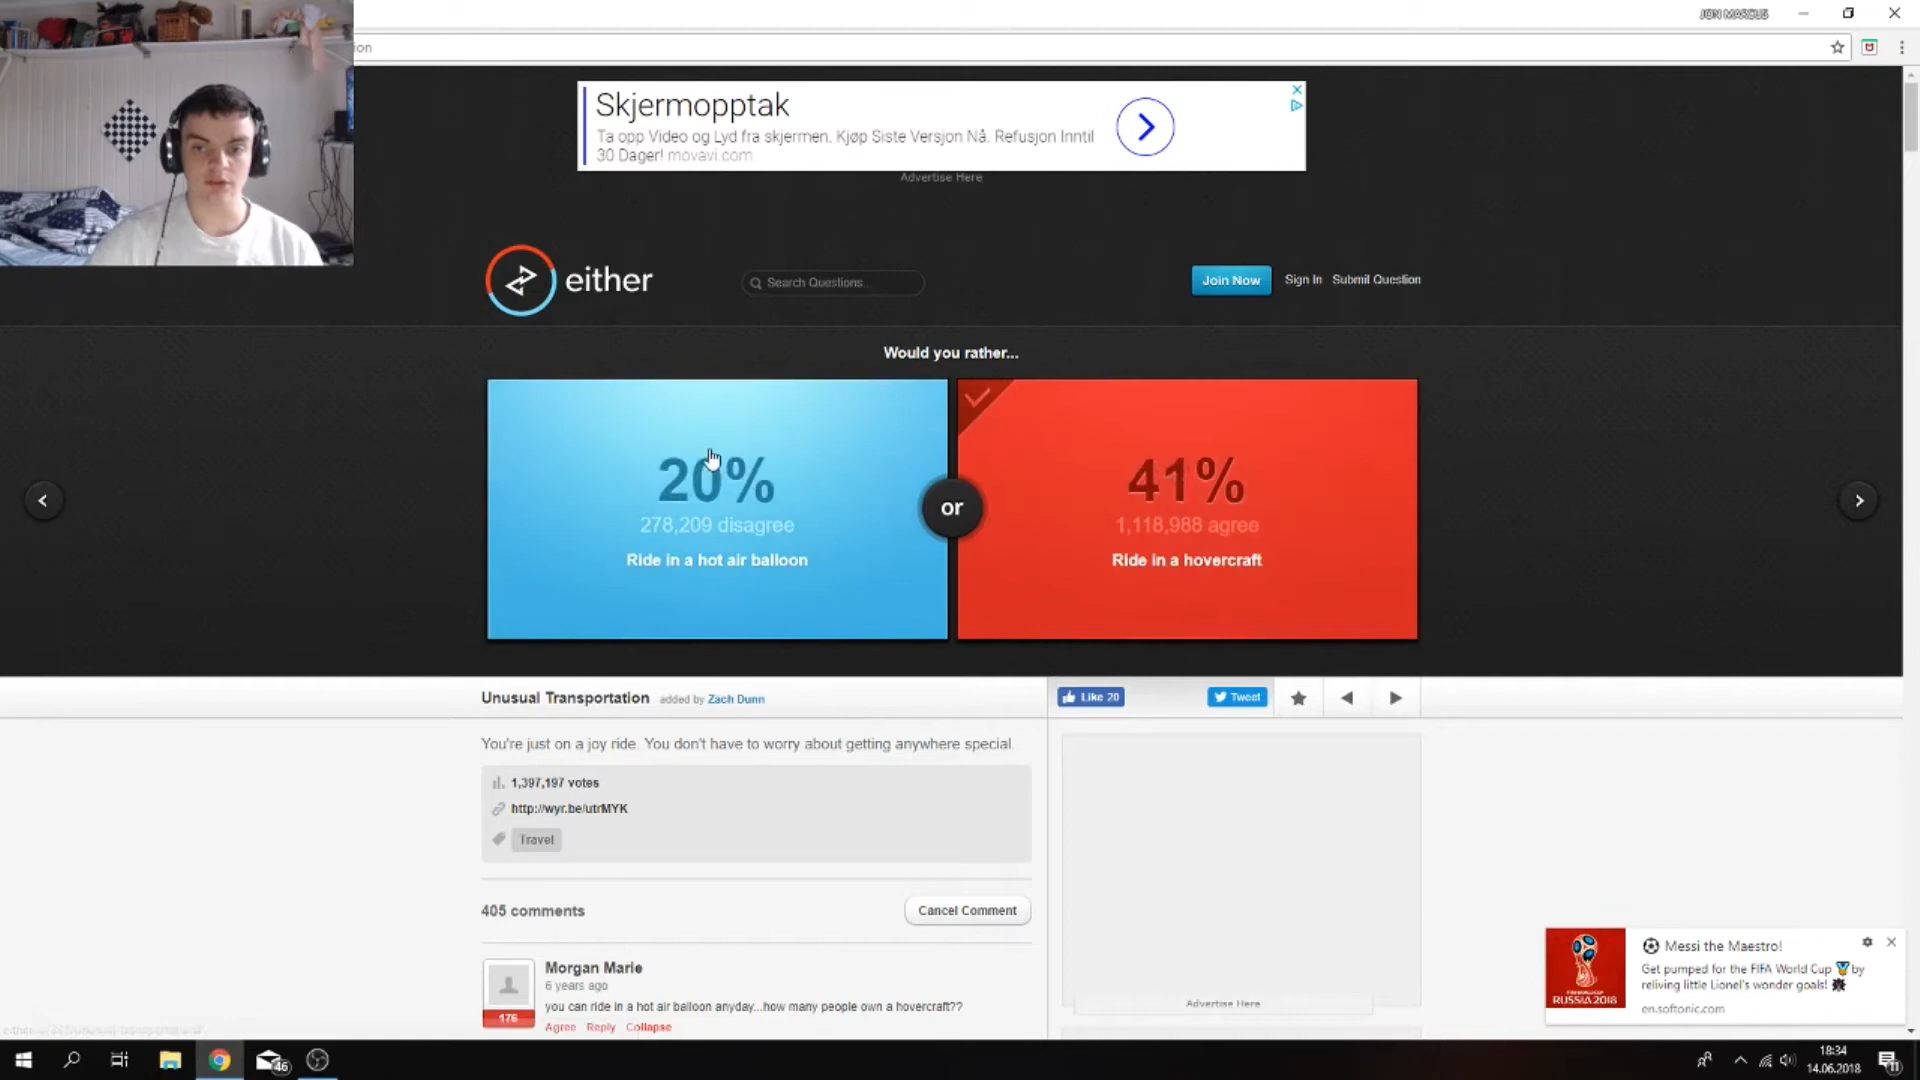 JON MARCUS
ion
Skjermopptak
Ta opp Video og Lyd fra skjermen. Kjøp Siste Versjon Nå. Refusjon Inntil
30 Dager! movavi.com
Advertise Here
either
Search Questions...
Join Now
Sign In
Submit Question
Would you rather...
20%
278,209 disagree
Ride in a hot air balloon
or
41%
1,118,988 agree
Ride in a hovercraft
Unusual Transportation added by Zach Dunn
Like 20
Tweet
You're just on a joy ride. You don't have to worry about getting anywhere special.
1,397,197 votes
http://wyr.be/utrMYK
Travel
405 comments
Cancel Comment
Morgan Marie
6 years ago
you can ride in a hot air balloon anyday...how many people own a hovercraft??
176
Agree Reply Collapse
Advertise Here
Messi the Maestro!
Get pumped for the FIFA World Cup by
reliving little Lionel's wonder goals!
en.softonic.com
RUSSIA 2018
46
18:34
14.06.2018
11